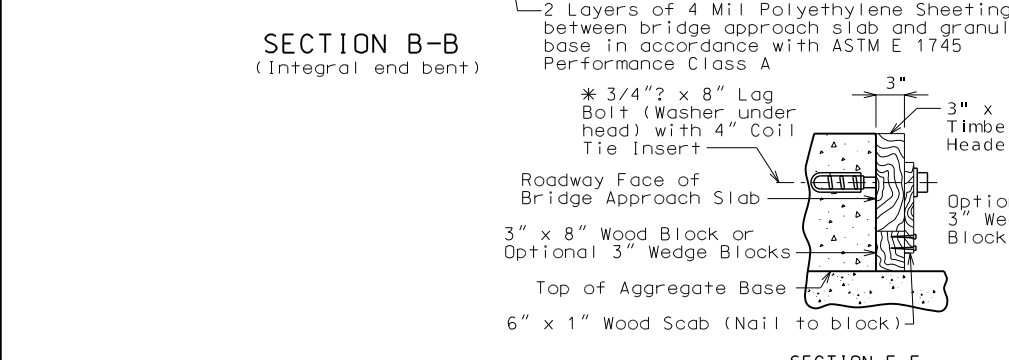 2 Layers of 4 Mil Polyethylene Sheeting
between bridge approach slab and granul
base in accordance with ASTM E 1745
Performance Class A
SECTION B-B
(Integral end bent)
* 3/4"? x 8" Lag
Bolt (Washer under
head) with 4" Coil
Tie Insert
3"
3" x
Timbe
Heade
Roadway Face of
Bridge Approach Slab
Optio
3" We
Block
3" x 8" Wood Block or
Optional 3" Wedge Blocks
Top of Aggregate Base
6" x 1" Wood Scab (Nail to block)